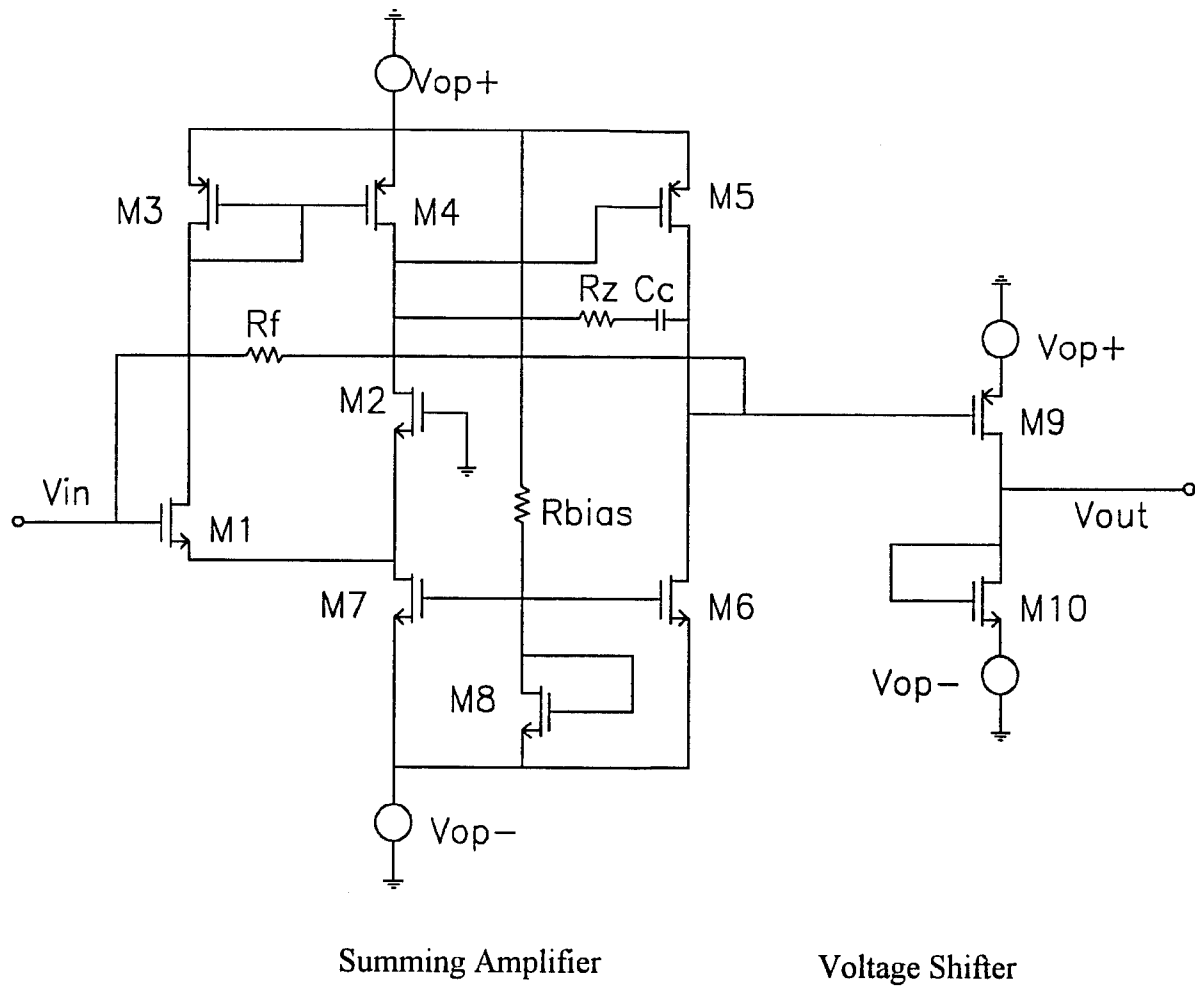 Vop+
M3
M4
M5
Rz
Cc
Rf
Vop+
M2
M9
Vin
Rbias
Vout
M1
M7
M6
M10
M8
Vop-
Vop-
Summing Amplifier
Voltage Shifter